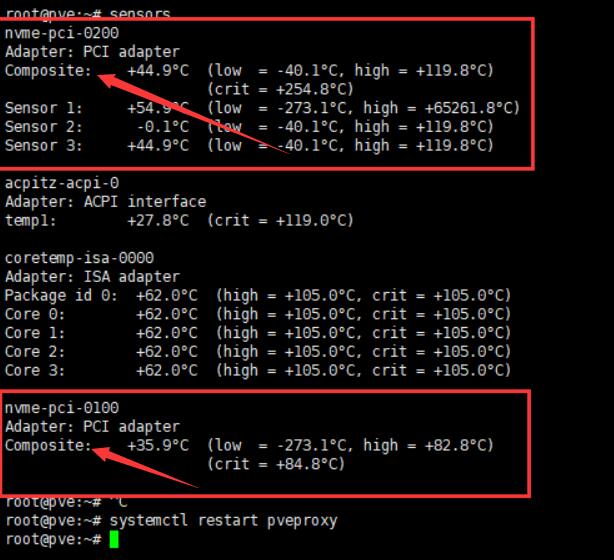 root@pve:~# sensors
nvme-pci-0200
Adapter: PCI adapter
Composite:    +44.9°C  (low  = -40.1°C, high = +119.8°C)
                       (crit = +254.8°C)
Sensor 1:     +54.9°C  (low  = -273.1°C, high = +65261.8°C)
Sensor 2:      -0.1°C  (low  = -40.1°C, high = +119.8°C)
Sensor 3:     +44.9°C  (low  = -40.1°C, high = +119.8°C)
acpitz-acpi-0
Adapter: ACPI interface
temp1:        +27.8°C  (crit = +119.0°C)
coretemp-isa-0000
Adapter: ISA adapter
Package id 0:  +62.0°C  (high = +105.0°C, crit = +105.0°C)
Core 0:        +62.0°C  (high = +105.0°C, crit = +105.0°C)
Core 1:        +62.0°C  (high = +105.0°C, crit = +105.0°C)
Core 2:        +62.0°C  (high = +105.0°C, crit = +105.0°C)
Core 3:        +62.0°C  (high = +105.0°C, crit = +105.0°C)
nvme-pci-0100
Adapter: PCI adapter
Composite:    +35.9°C  (low  = -273.1°C, high = +82.8°C)
                       (crit = +84.8°C)
root@pve:~# ^C
root@pve:~# systemctl restart pveproxy
root@pve:~#